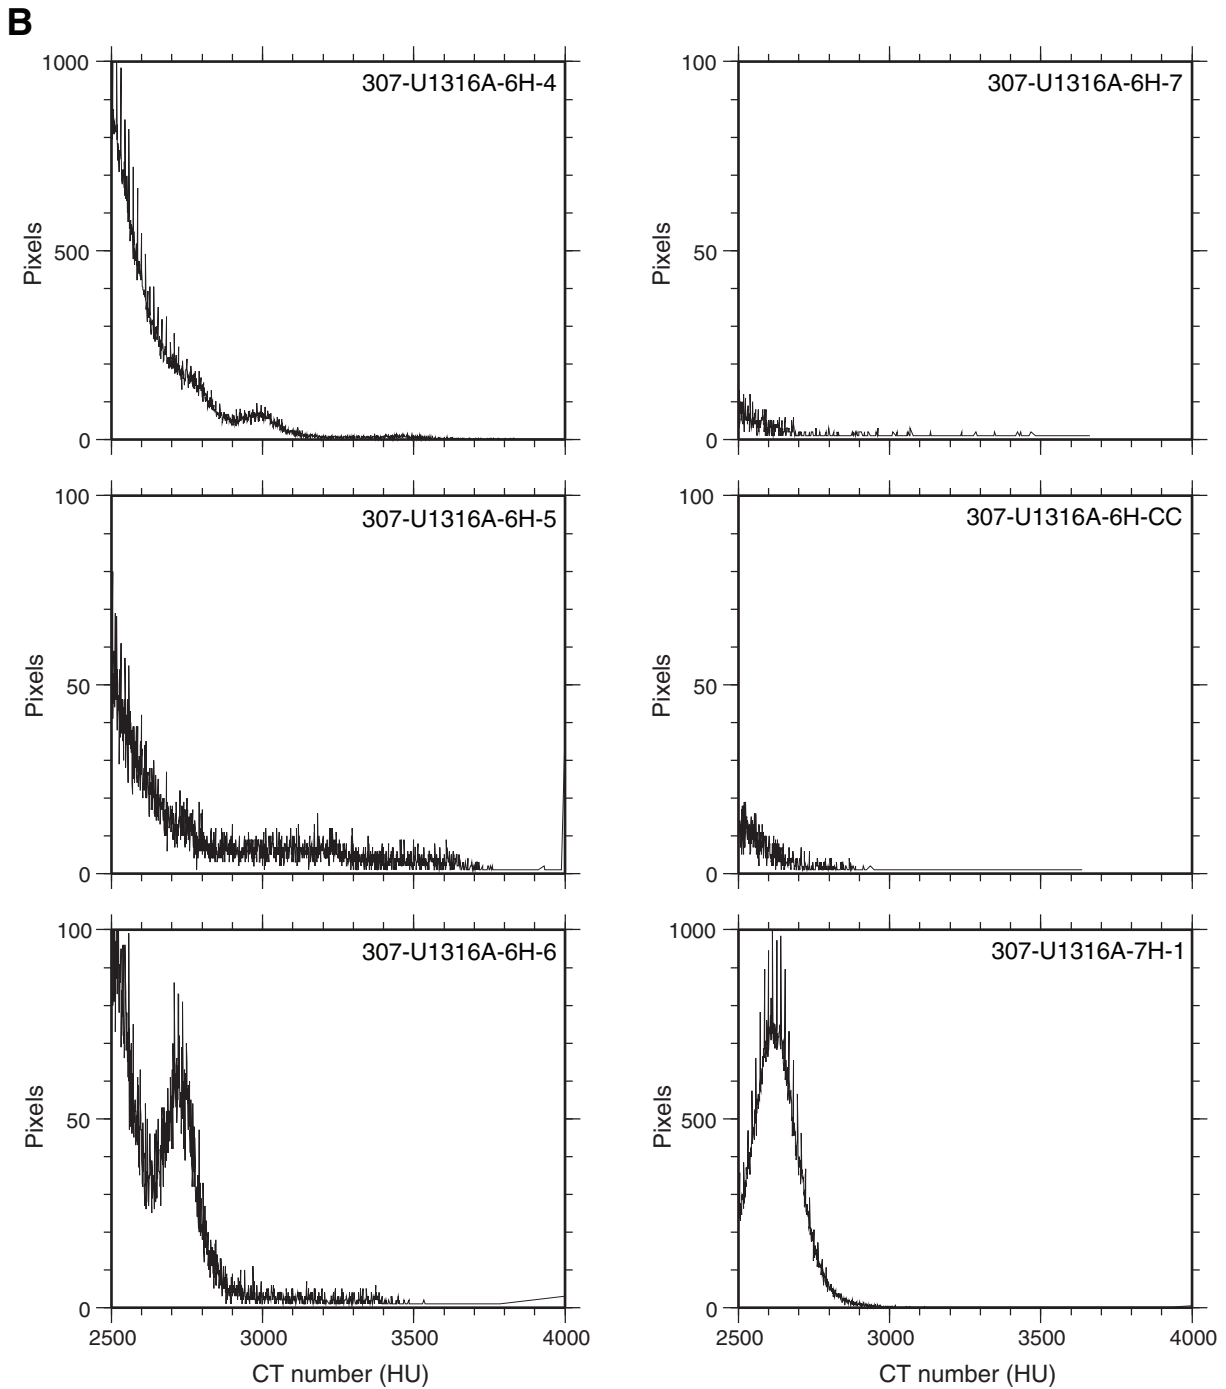 B
307-U1316A-6H-4
1000
500
0
Pixels
307-U1316A-6H-7
100
50
0
Pixels
307-U1316A-6H-5
100
50
0
Pixels
307-U1316A-6H-CC
100
50
0
Pixels
307-U1316A-6H-6
100
50
0
Pixels
2500 3000 3500 4000
CT number (HU)
307-U1316A-7H-1
1000
500
0
Pixels
2500 3000 3500 4000
CT number (HU)